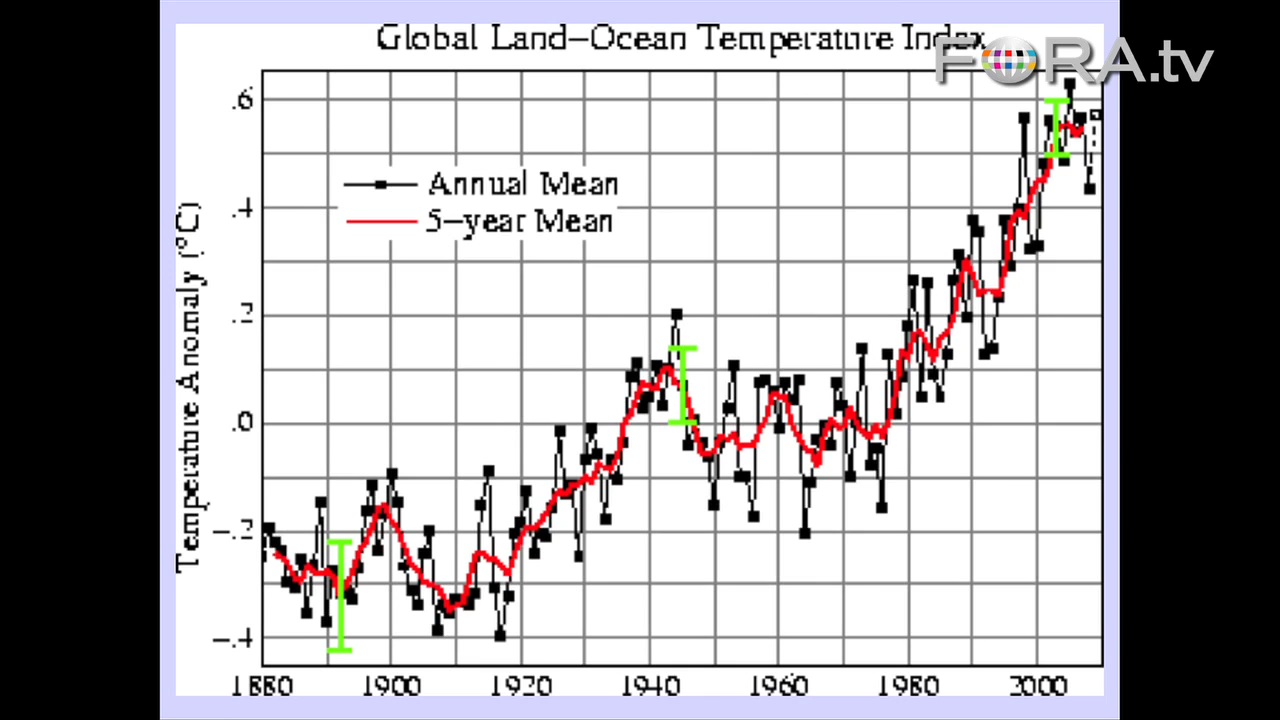 Global Land-Ocean Temperature Index
FORA.tv
.6
.4
.2
.0
-.2
-.4
Temperature Anomaly (°C)
Annual Mean
5-year Mean
1880 1900 1920 1940 1960 1980 2000